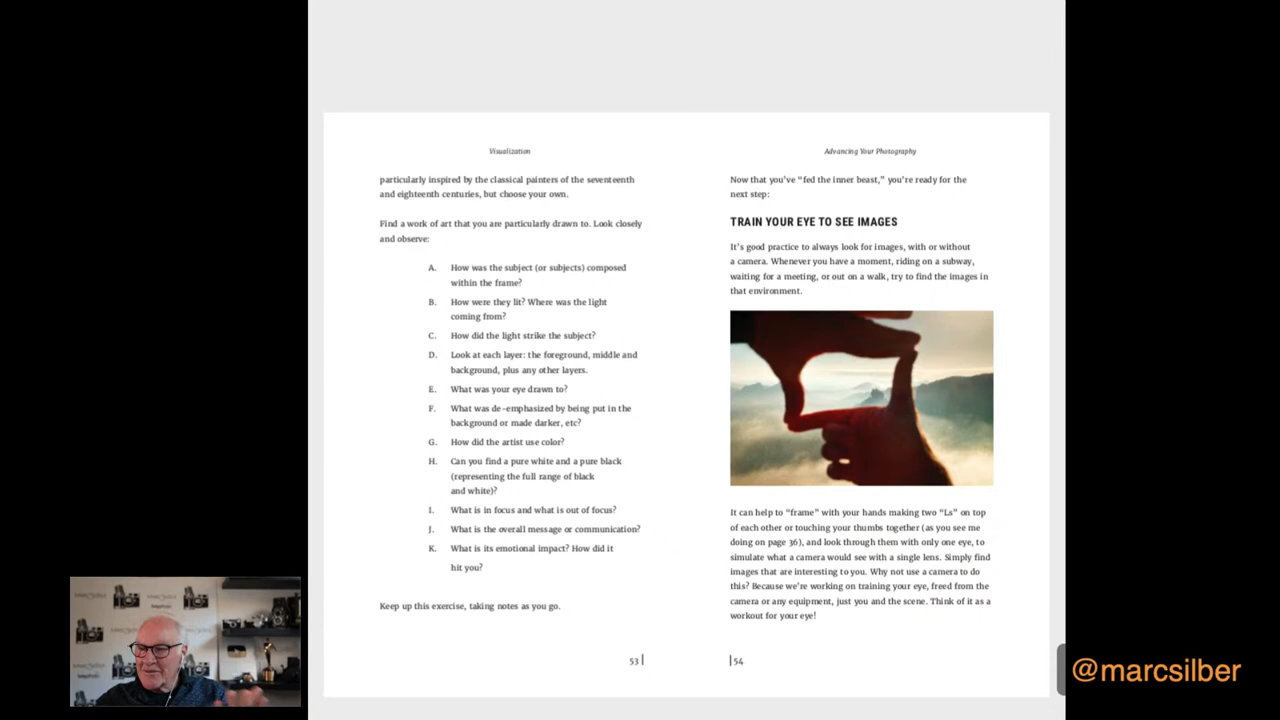 Visualization
particularly inspired by the classical painters of the seventeenth
and eighteenth centuries, but choose your own.
Find a work of art that you are particularly drawn to. Look closely
and observe:
A. How was the subject (or subjects) composed
within the frame?
B. How were they lit? Where was the light
coming from?
C. How did the light strike the subject?
D. Look at each layer: the foreground, middle and
background, plus any other layers.
E. What was your eye drawn to?
F. What was de-emphasized by being put in the
background or made darker, etc?
G. How did the artist use color?
H. Can you find a pure white and a pure black
(representing the full range of black
and white)?
I. What is in focus and what is out of focus?
J. What is the overall message or communication?
K. What is its emotional impact? How did it
hit you?
Keep up this exercise, taking notes as you go.
53
Advancing Your Photography
Now that you've “fed the inner beast,” you're ready for the
next step:
TRAIN YOUR EYE TO SEE IMAGES
It's good practice to always look for images, with or without
a camera. Whenever you have a moment, riding on a subway,
waiting for a meeting, or out on a walk, try to find the images in
that environment.
It can help to “frame” with your hands making two “Ls” on top
of each other or touching your thumbs together (as you see me
doing on page 36), and look through them with only one eye, to
simulate what a camera would see with a single lens. Simply find
images that are interesting to you. Why not use a camera to do
this? Because we're working on training your eye, freed from the
camera or any equipment, just you and the scene. Think of it as a
workout for your eye!
54
@marcsilber